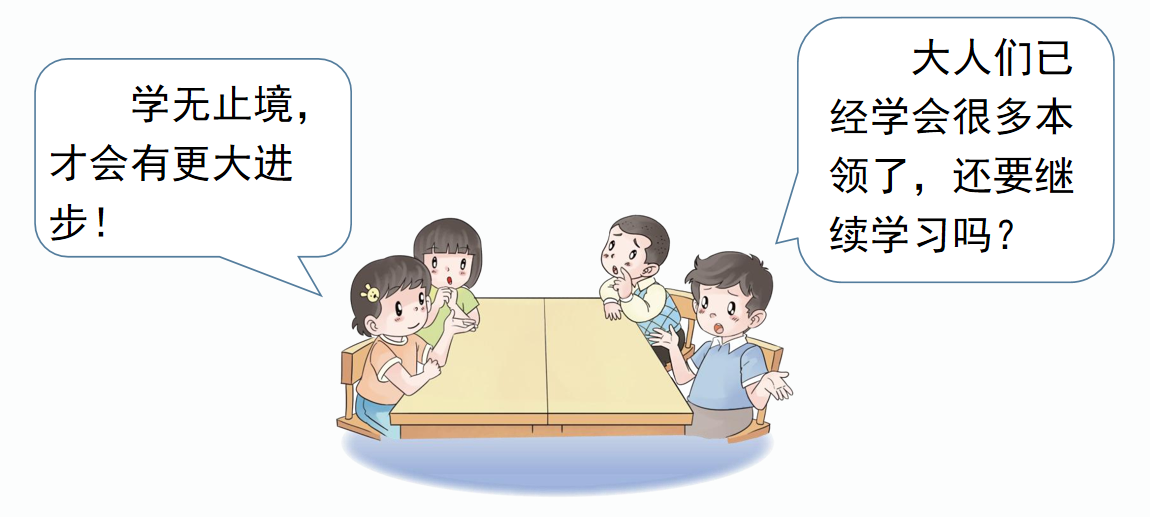 学无止境，
才会有更大进
步！
大人们已
经学会很多本
领了，还要继
续学习吗？